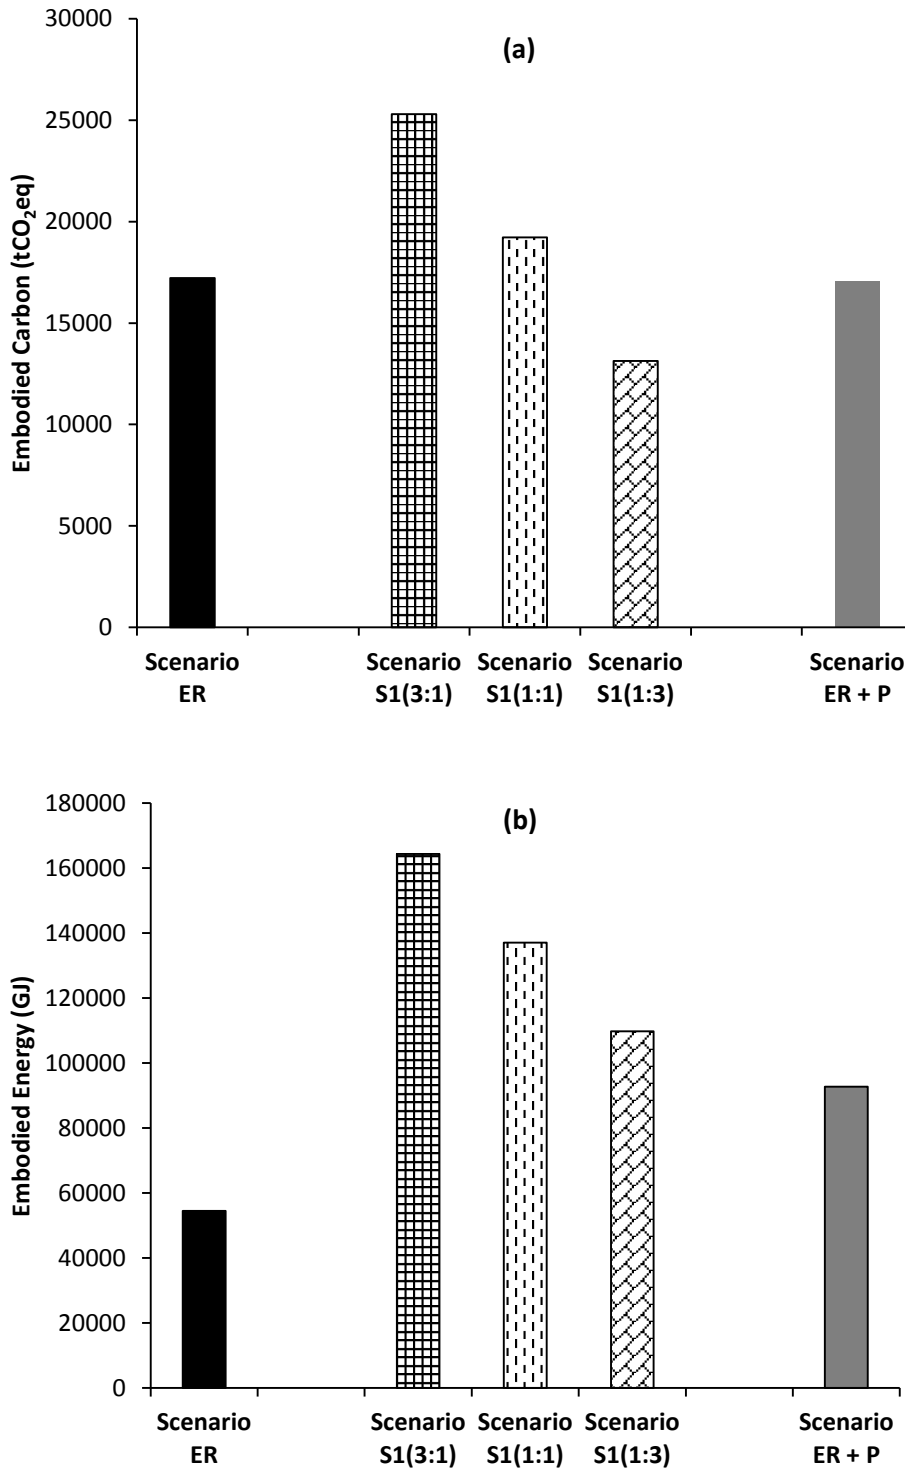 (a)
Embodied Carbon (tCO₂eq)
30000
25000
20000
15000
10000
5000
0
Scenario Scenario Scenario Scenario Scenario
ER S1(3:1) S1(1:1) S1(1:3) ER + P
(b)
Embodied Energy (GJ)
180000
160000
140000
120000
100000
80000
60000
40000
20000
0
Scenario Scenario Scenario Scenario Scenario
ER S1(3:1) S1(1:1) S1(1:3) ER + P